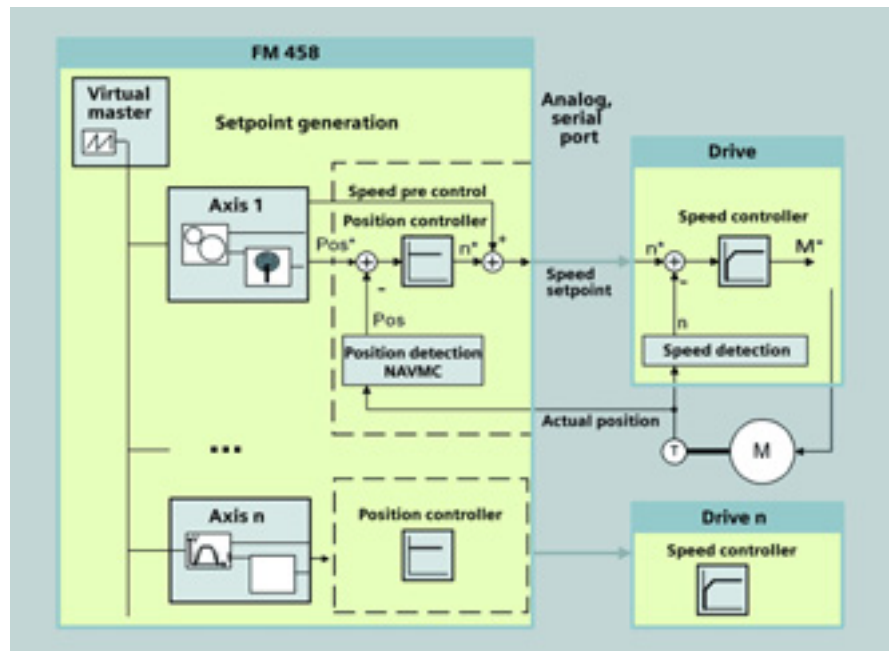 FM 458
Virtual
master
Setpoint generation
Analog,
serial
port
Drive
Axis 1
Speed pre control
Position controller
Speed controller
Pos*
n*
+
n*
M*
-
-
Speed
setpoint
Pos
n
Position detection
NAVMC
Speed detection
Actual position
T
M
...
Axis n
Position controller
Drive n
Speed controller